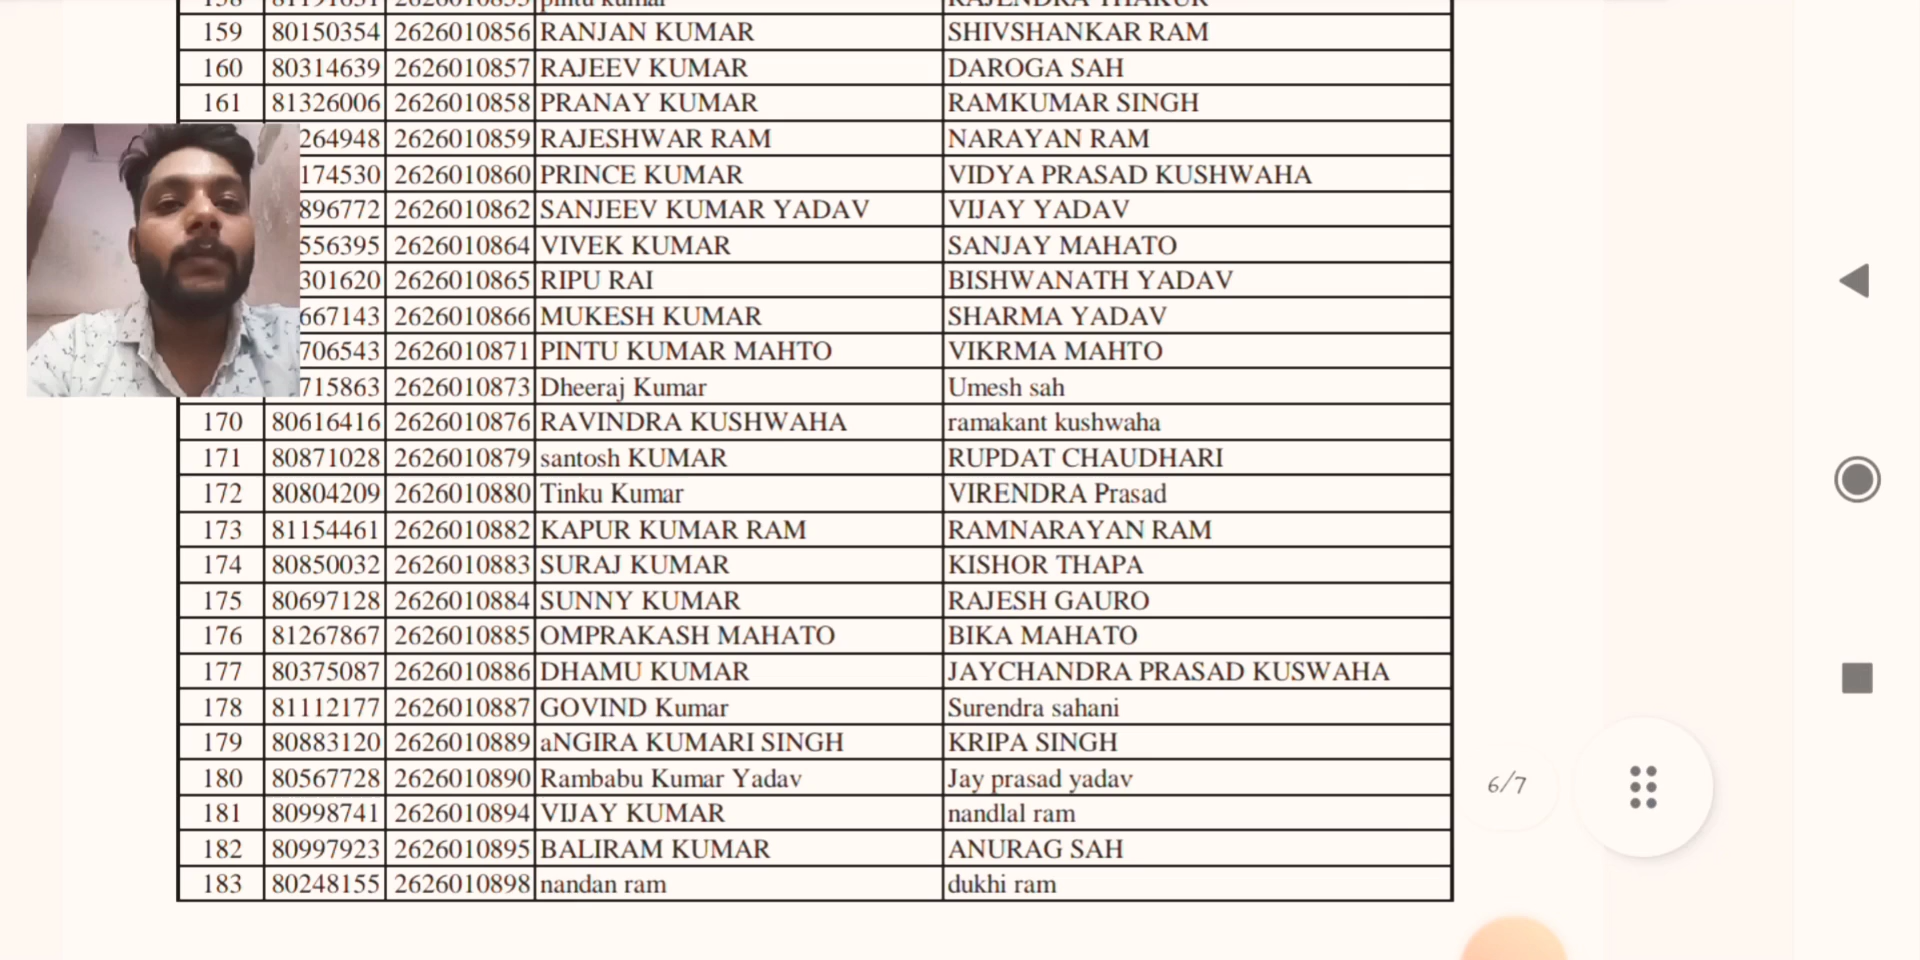 159 80150354 2626010856 RANJAN KUMAR SHIVSHANKAR RAM
160 80314639 2626010857 RAJEEV KUMAR DAROGA SAH
161 81326006 2626010858 PRANAY KUMAR RAMKUMAR SINGH
264948 2626010859 RAJESHWAR RAM NARAYAN RAM
174530 2626010860 PRINCE KUMAR VIDYA PRASAD KUSHWAHA
896772 2626010862 SANJEEV KUMAR YADAV VIJAY YADAV
556395 2626010864 VIVEK KUMAR SANJAY MAHATO
301620 2626010865 RIPU RAI BISHWANATH YADAV
667143 2626010866 MUKESH KUMAR SHARMA YADAV
706543 2626010871 PINTU KUMAR MAHTO VIKRMA MAHTO
715863 2626010873 Dheeraj Kumar Umesh sah
170 80616416 2626010876 RAVINDRA KUSHWAHA ramakant kushwaha
171 80871028 2626010879 santosh KUMAR RUPDAT CHAUDHARI
172 80804209 2626010880 Tinku Kumar VIRENDRA Prasad
173 81154461 2626010882 KAPUR KUMAR RAM RAMNARAYAN RAM
174 80850032 2626010883 SURAJ KUMAR KISHOR THAPA
175 80697128 2626010884 SUNNY KUMAR RAJESH GAURO
176 81267867 2626010885 OMPRAKASH MAHATO BIKA MAHATO
177 80375087 2626010886 DHAMU KUMAR JAYCHANDRA PRASAD KUSWAHA
178 81112177 2626010887 GOVIND Kumar Surendra sahani
179 80883120 2626010889 aNGIRA KUMARI SINGH KRIPA SINGH
180 80567728 2626010890 Rambabu Kumar Yadav Jay prasad yadav
6/7
181 80998741 2626010894 VIJAY KUMAR nandlal ram
182 80997923 2626010895 BALIRAM KUMAR ANURAG SAH
183 80248155 2626010898 nandan ram dukhi ram